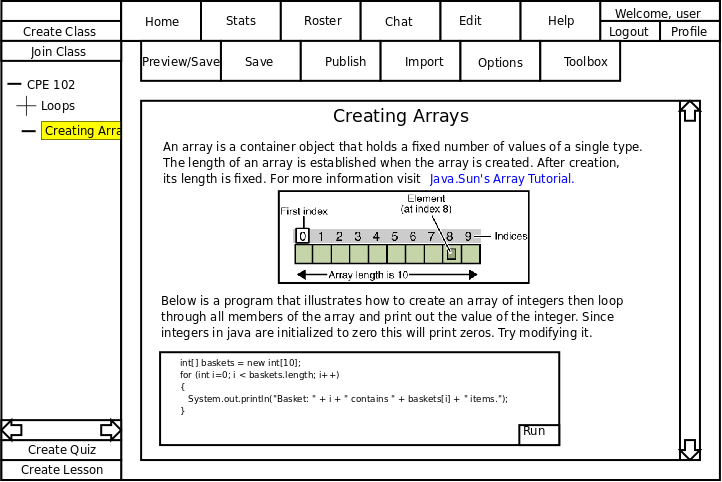 Home
Stats
Roster
Chat
Edit
Help
Welcome, user
Logout
Profile
Create Class
Join Class
Preview/Save
Save
Publish
Import
Options
Toolbox
CPE 102
Loops
Creating Arra
Creating Arrays
An array is a container object that holds a fixed number of values of a single type.
The length of an array is established when the array is created. After creation,
its length is fixed. For more information visit Java.Sun's Array Tutorial.
Element
(at index 8)
First index
0 1 2 3 4 5 6 7 8 9
Indices
Array length is 10
Below is a program that illustrates how to create an array of integers then loop
through all members of the array and print out the value of the integer. Since
integers in java are initialized to zero this will print zeros. Try modifying it.
int[] baskets = new int[10];
for (int i=0; i < baskets.length; i++)
{
System.out.println("Basket: " + i + " contains " + baskets[i] + " items.");
}
Run
Create Quiz
Create Lesson